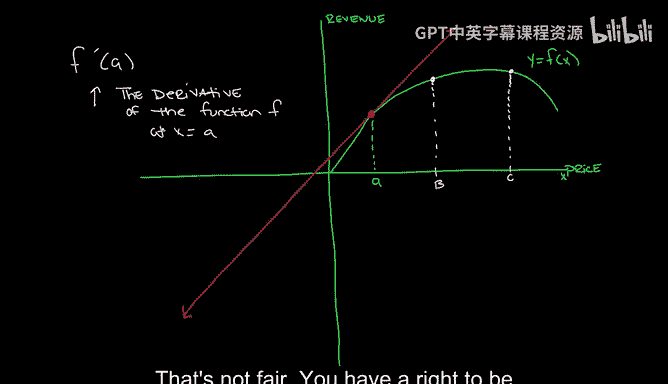 REVENUE
GPT中英字幕课程资源 bilibili
f'(a)
y=f(x)
↑ THE DERIVATIVE
of the function f
at x = a
a
B
C
x PRICE
That's not fair. You have a right to be